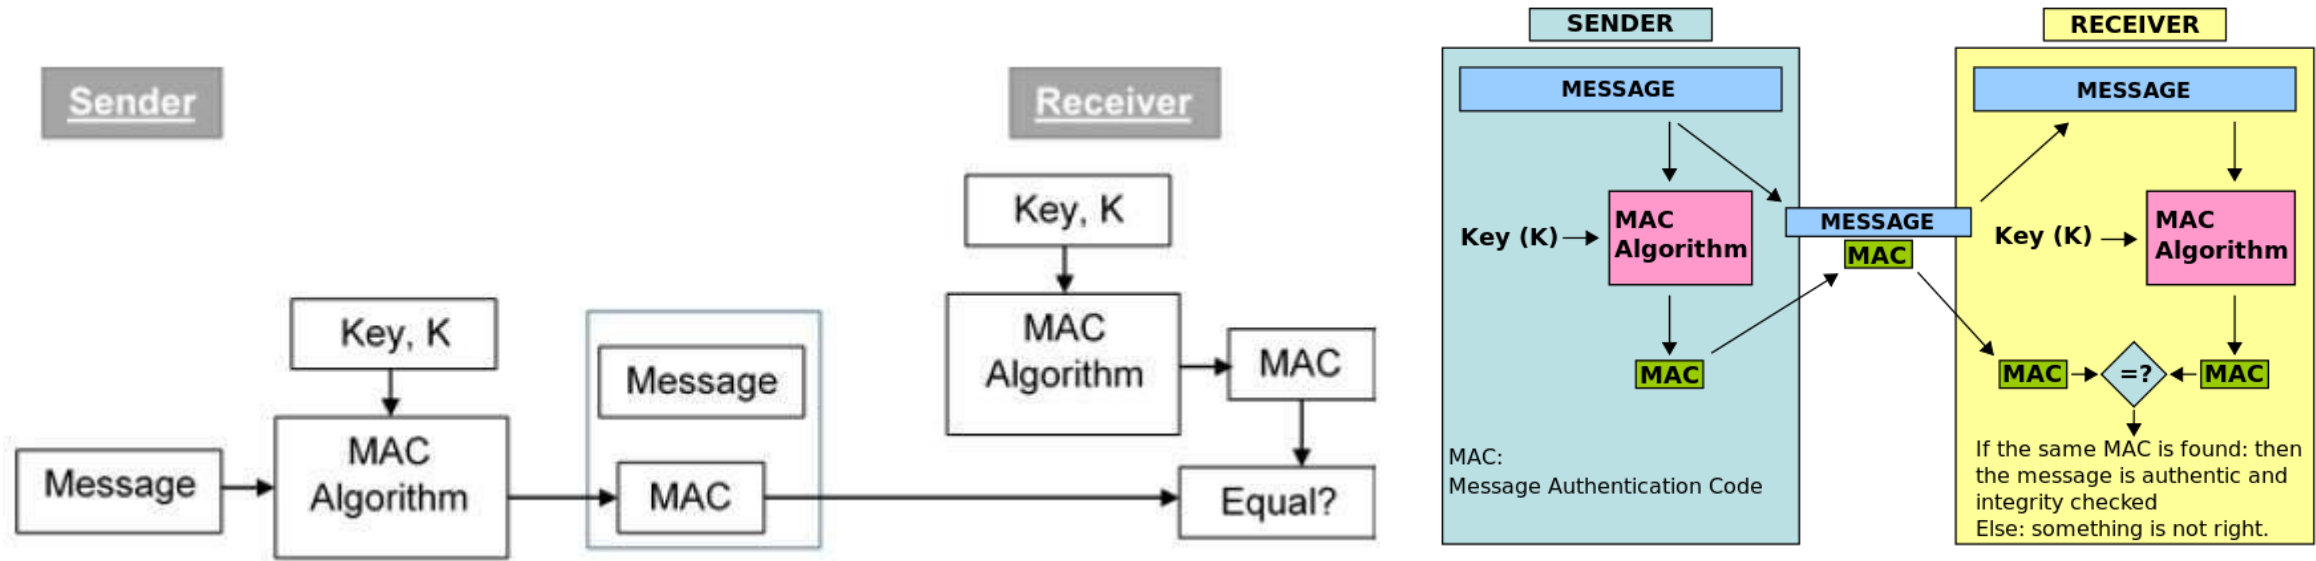 Sender
Receiver
Key, K
MAC
Algorithm
MAC
Key, K
Message
Message
MAC
Algorithm
MAC
Equal?
SENDER
MESSAGE
Key (K)
MAC
Algorithm
MAC
MAC:
Message Authentication Code
MESSAGE
MAC
RECEIVER
MESSAGE
Key (K)
MAC
Algorithm
MAC
=?
MAC
If the same MAC is found: then
the message is authentic and
integrity checked
Else: something is not right.